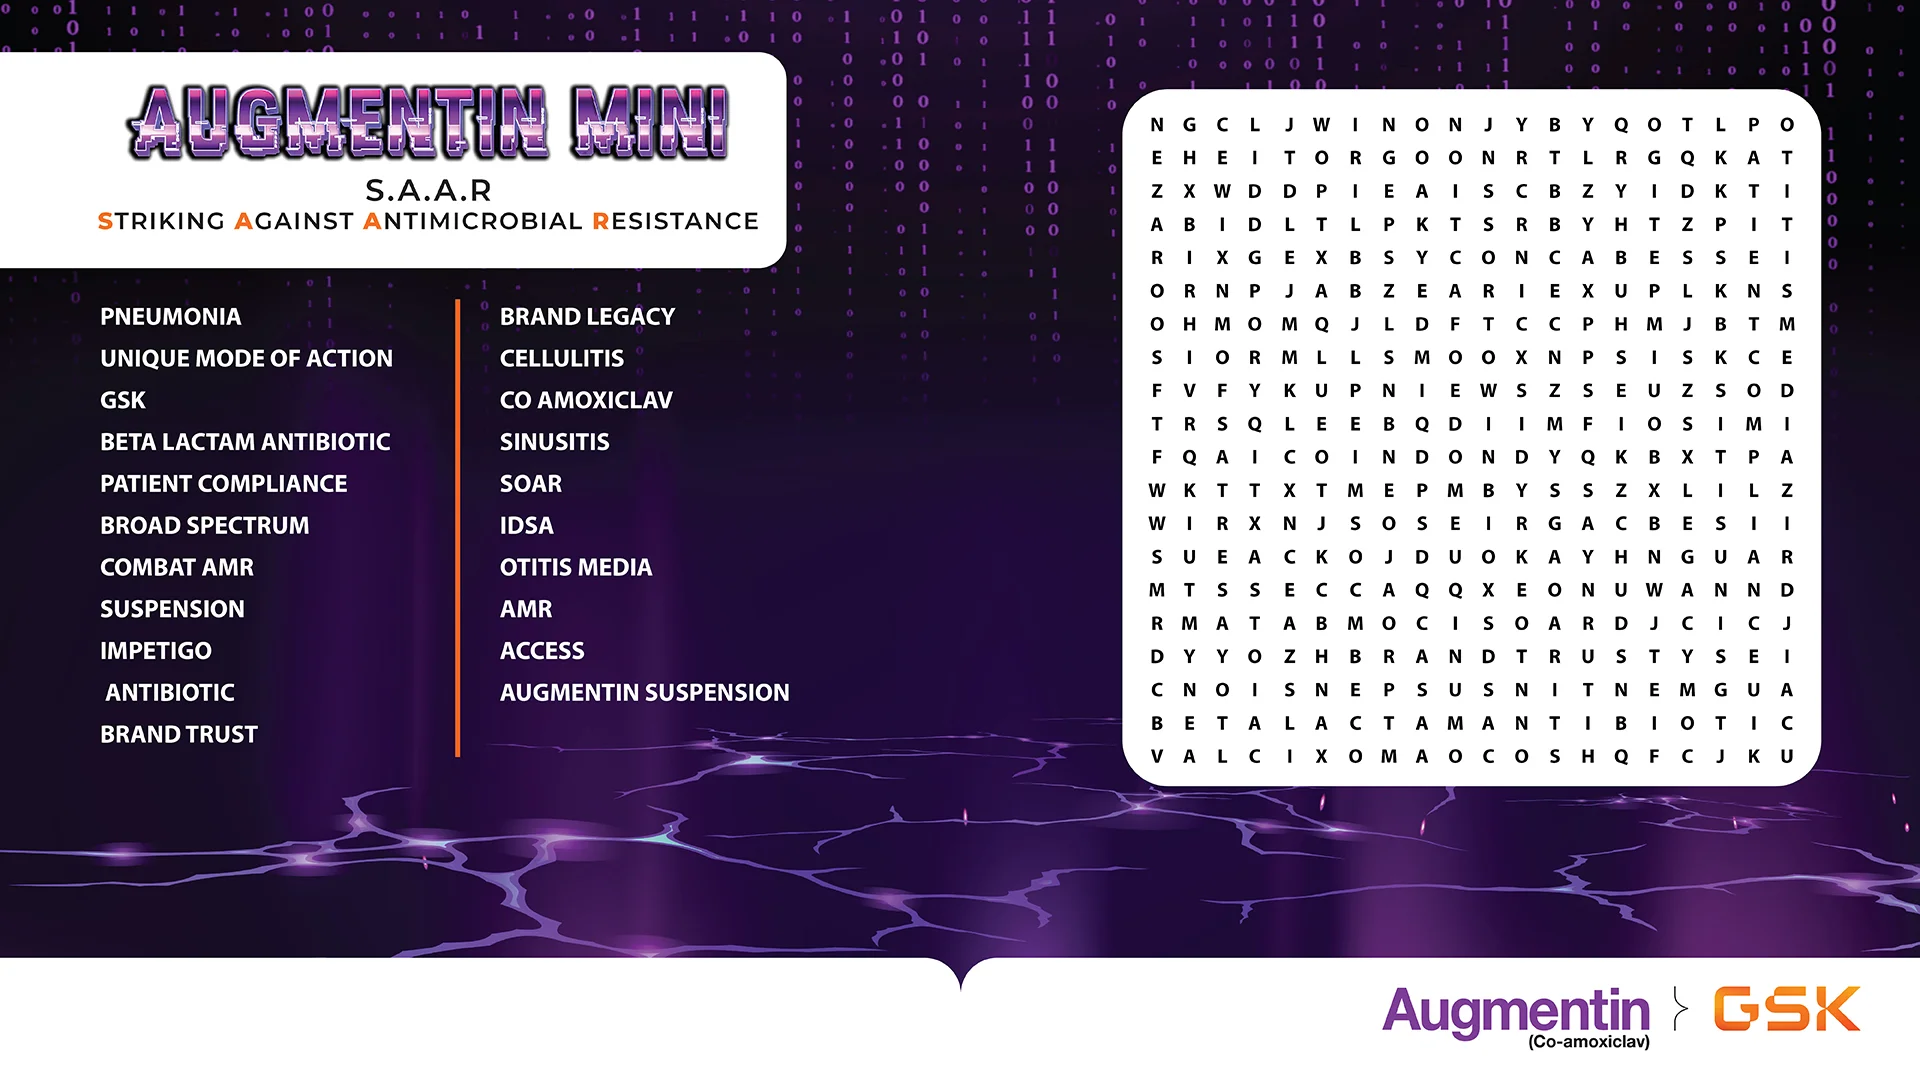 AUGMENTIN MINI
S.A.A.R
STRIKING AGAINST ANTIMICROBIAL RESISTANCE
PNEUMONIA
UNIQUE MODE OF ACTION
GSK
BETA LACTAM ANTIBIOTIC
PATIENT COMPLIANCE
BROAD SPECTRUM
COMBAT AMR
SUSPENSION
IMPETIGO
ANTIBIOTIC
BRAND TRUST
BRAND LEGACY
CELLULITIS
CO AMOXICLAV
SINUSITIS
SOAR
IDSA
OTITIS MEDIA
AMR
ACCESS
AUGMENTIN SUSPENSION
N G C L J W I N O N J Y B Y Q O T L P O
E H E I T O R G O O N R T L R G Q K A T
Z X W D D P I E A I S C B Z Y I D K T I
A B I D L T L P K T S R B Y H T Z P I T
R I X G E X B S Y C O N C A B E S S E I
O R N P J A B Z E A R I E X U P L K N S
O H M O M Q J L D F T C C P H M J B T M
S I O R M L L S M O O X N P S I S K C E
F V F Y K U P N I E W S Z S E U Z S O D
T R S Q L E E B Q D I I M F I O S I M I
F Q A I C O I N D O N D Y Q K B X T P A
W K T T X T M E P M B Y S S Z X L I L Z
W I R X N J S O S E I R G A C B E S I I
S U E A C K O J D U O K A Y H N G U A R
M T S S E C C A Q Q X E O N U W A N N D
R M A T A B M O C I S O A R D J C I C J
D Y Y O Z H B R A N D T R U S T Y S E I
C N O I S N E P S U S N I T N E M G U A
B E T A L A C T A M A N T I B I O T I C
V A L C I X O M A O C O S H Q F C J K U
Augmentin
(Co-amoxiclav)
GSK